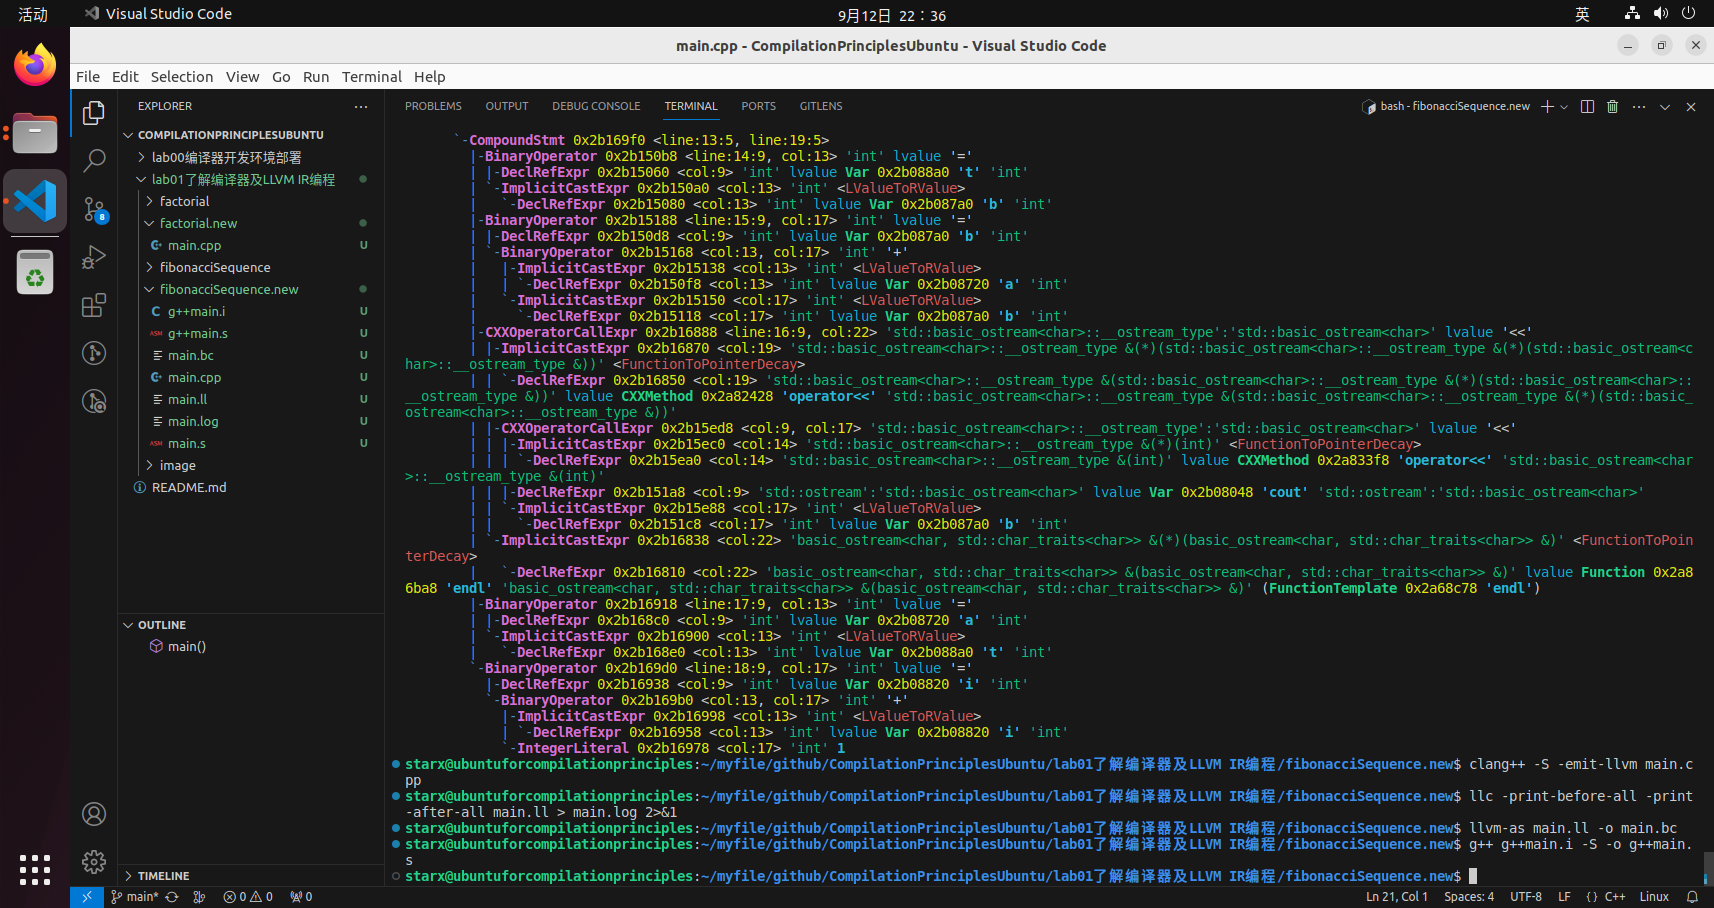 活动
Visual Studio Code
9月12日 22：36
英
main.cpp - CompilationPrinciplesUbuntu - Visual Studio Code
File Edit Selection View Go Run Terminal Help
EXPLORER
COMPILATIONPRINCIPLESUBUNTU
lab00编译器开发环境部署
lab01了解编译器及LLVM IR编程
factorial
factorial.new
main.cpp U
fibonacciSequence
fibonacciSequence.new
C g++main.i U
ASM g++main.s U
main.bc U
main.cpp U
main.ll U
main.log U
ASM main.s U
image
README.md
8
OUTLINE
main()
TIMELINE
PROBLEMS OUTPUT DEBUG CONSOLE TERMINAL PORTS GITLENS
bash - fibonacciSequence.new
`-CompoundStmt 0x2b169f0 <line:13:5, line:19:5>
|-BinaryOperator 0x2b150b8 <line:14:9, col:13> 'int' lvalue '='
| |-DeclRefExpr 0x2b15060 <col:9> 'int' lvalue Var 0x2b088a0 't' 'int'
| `-ImplicitCastExpr 0x2b150a0 <col:13> 'int' <LValueToRValue>
|   `-DeclRefExpr 0x2b15080 <col:13> 'int' lvalue Var 0x2b087a0 'b' 'int'
|-BinaryOperator 0x2b15188 <line:15:9, col:17> 'int' lvalue '='
| |-DeclRefExpr 0x2b150d8 <col:9> 'int' lvalue Var 0x2b087a0 'b' 'int'
| `-BinaryOperator 0x2b15168 <col:13, col:17> 'int' '+'
|   |-ImplicitCastExpr 0x2b15138 <col:13> 'int' <LValueToRValue>
|   | `-DeclRefExpr 0x2b150f8 <col:13> 'int' lvalue Var 0x2b08720 'a' 'int'
|   `-ImplicitCastExpr 0x2b15150 <col:17> 'int' <LValueToRValue>
|     `-DeclRefExpr 0x2b15118 <col:17> 'int' lvalue Var 0x2b087a0 'b' 'int'
|-CXXOperatorCallExpr 0x2b16888 <line:16:9, col:22> 'std::basic_ostream<char>::__ostream_type':'std::basic_ostream<char>' lvalue '<<'
| |-ImplicitCastExpr 0x2b16870 <col:19> 'std::basic_ostream<char>::__ostream_type &(*)(std::basic_ostream<char>::__ostream_type &(*)(std::basic_ostream<c
har>::__ostream_type &))' <FunctionToPointerDecay>
| | `-DeclRefExpr 0x2b16850 <col:19> 'std::basic_ostream<char>::__ostream_type &(std::basic_ostream<char>::__ostream_type &(*)(std::basic_ostream<char>::
__ostream_type &))' lvalue CXXMethod 0x2a82428 'operator<<' 'std::basic_ostream<char>::__ostream_type &(std::basic_ostream<char>::__ostream_type &(*)(std::basic_
ostream<char>::__ostream_type &))'
| |-CXXOperatorCallExpr 0x2b15ed8 <col:9, col:17> 'std::basic_ostream<char>::__ostream_type':'std::basic_ostream<char>' lvalue '<<'
| | |-ImplicitCastExpr 0x2b15ec0 <col:14> 'std::basic_ostream<char>::__ostream_type &(*)(int)' <FunctionToPointerDecay>
| | | `-DeclRefExpr 0x2b15ea0 <col:14> 'std::basic_ostream<char>::__ostream_type &(int)' lvalue CXXMethod 0x2a833f8 'operator<<' 'std::basic_ostream<char
>::__ostream_type &(int)'
| | |-DeclRefExpr 0x2b151a8 <col:9> 'std::ostream':'std::basic_ostream<char>' lvalue Var 0x2b08048 'cout' 'std::ostream':'std::basic_ostream<char>'
| | `-ImplicitCastExpr 0x2b15e88 <col:17> 'int' <LValueToRValue>
| |   `-DeclRefExpr 0x2b151c8 <col:17> 'int' lvalue Var 0x2b087a0 'b' 'int'
| `-ImplicitCastExpr 0x2b16838 <col:22> 'basic_ostream<char, std::char_traits<char>> &(*)(basic_ostream<char, std::char_traits<char>> &)' <FunctionToPoin
terDecay>
|   `-DeclRefExpr 0x2b16810 <col:22> 'basic_ostream<char, std::char_traits<char>> &(basic_ostream<char, std::char_traits<char>> &)' lvalue Function 0x2a8
6ba8 'endl' 'basic_ostream<char, std::char_traits<char>> &(basic_ostream<char, std::char_traits<char>> &)' (FunctionTemplate 0x2a68c78 'endl')
|-BinaryOperator 0x2b16918 <line:17:9, col:13> 'int' lvalue '='
| |-DeclRefExpr 0x2b168c0 <col:9> 'int' lvalue Var 0x2b08720 'a' 'int'
| `-ImplicitCastExpr 0x2b16900 <col:13> 'int' <LValueToRValue>
|   `-DeclRefExpr 0x2b168e0 <col:13> 'int' lvalue Var 0x2b088a0 't' 'int'
`-BinaryOperator 0x2b169d0 <line:18:9, col:17> 'int' lvalue '='
|-DeclRefExpr 0x2b16938 <col:9> 'int' lvalue Var 0x2b08820 'i' 'int'
`-BinaryOperator 0x2b169b0 <col:13, col:17> 'int' '+'
|-ImplicitCastExpr 0x2b16998 <col:13> 'int' <LValueToRValue>
| `-DeclRefExpr 0x2b16958 <col:13> 'int' lvalue Var 0x2b08820 'i' 'int'
`-IntegerLiteral 0x2b16978 <col:17> 'int' 1
starx@ubuntuforcompilationprinciples:~/myfile/github/CompilationPrinciplesUbuntu/lab01了解编译器及LLVM IR编程/fibonacciSequence.new$ clang++ -S -emit-llvm main.c
pp
starx@ubuntuforcompilationprinciples:~/myfile/github/CompilationPrinciplesUbuntu/lab01了解编译器及LLVM IR编程/fibonacciSequence.new$ llc -print-before-all -print
-after-all main.ll > main.log 2>&1
starx@ubuntuforcompilationprinciples:~/myfile/github/CompilationPrinciplesUbuntu/lab01了解编译器及LLVM IR编程/fibonacciSequence.new$ llvm-as main.ll -o main.bc
starx@ubuntuforcompilationprinciples:~/myfile/github/CompilationPrinciplesUbuntu/lab01了解编译器及LLVM IR编程/fibonacciSequence.new$ g++ g++main.i -S -o g++main.
s
starx@ubuntuforcompilationprinciples:~/myfile/github/CompilationPrinciplesUbuntu/lab01了解编译器及LLVM IR编程/fibonacciSequence.new$
main* 0 0 0
Ln 21, Col 1 Spaces: 4 UTF-8 LF {} C++ Linux